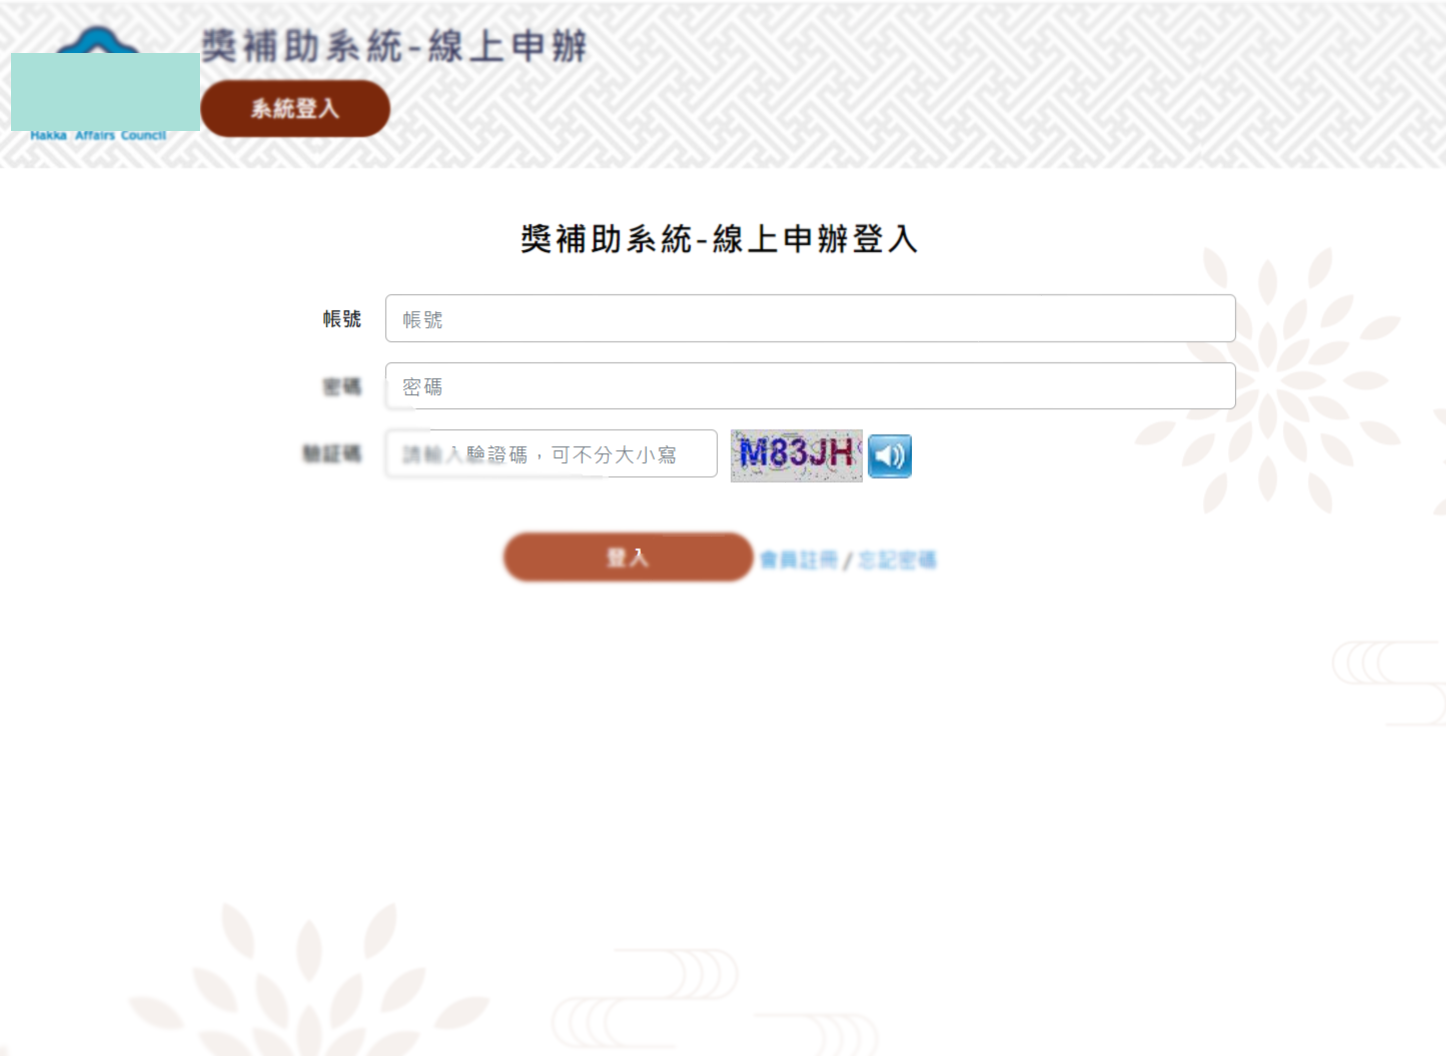 獎補助系統-線上申辦
系統登入
Hakka Affairs Council
獎補助系統-線上申辦登入
帳號 帳號
密碼 密碼
驗証碼 請輸入驗證碼，可不分大小寫 M83JH
登入 會員註冊 / 忘記密碼